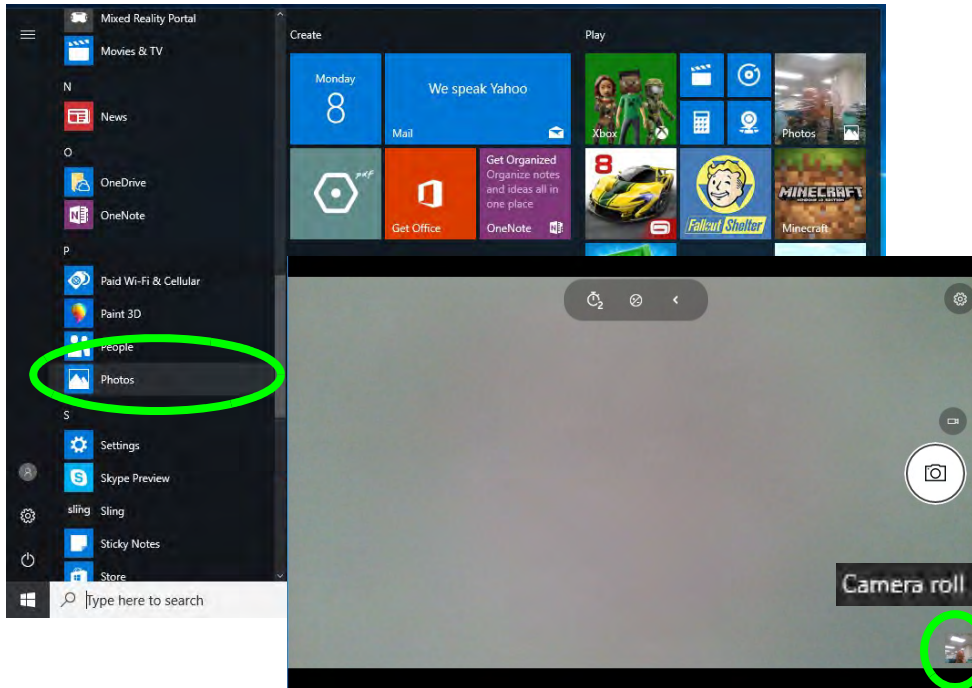 Mixed Reality Portal
Movies & TV
N
News
O
OneDrive
N
OneNote
P
Paid Wi-Fi & Cellular
Paint 3D
People
Photos
S
Settings
S
Skype Preview
sling
Sling
Sticky Notes
Store
Type here to search
Create
Monday
8
We speak Yahoo
Mail
pdf
Get Office
Get Organized
Organize notes
and ideas all in
one place
OneNote
N
Play
Xbox
Photos
8
Fallout Shelter
MINECRAFT
Minecraft
2
Camera roll